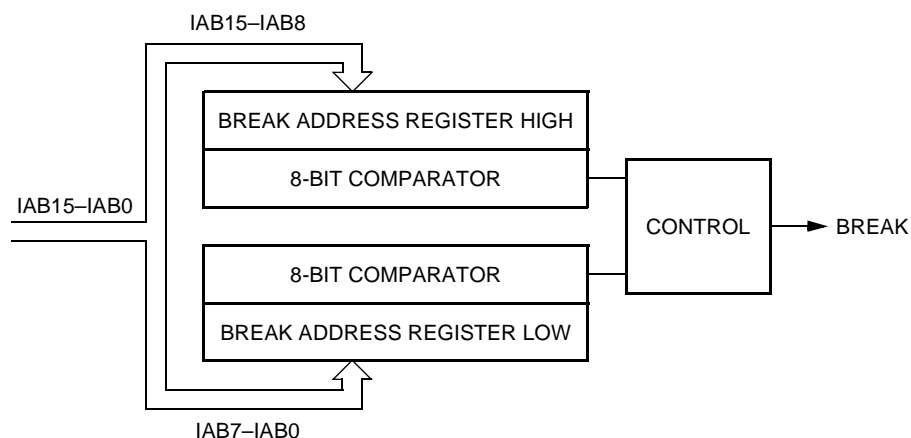 IAB15–IAB8
BREAK ADDRESS REGISTER HIGH
8-BIT COMPARATOR
IAB15–IAB0
CONTROL
BREAK
8-BIT COMPARATOR
BREAK ADDRESS REGISTER LOW
IAB7–IAB0